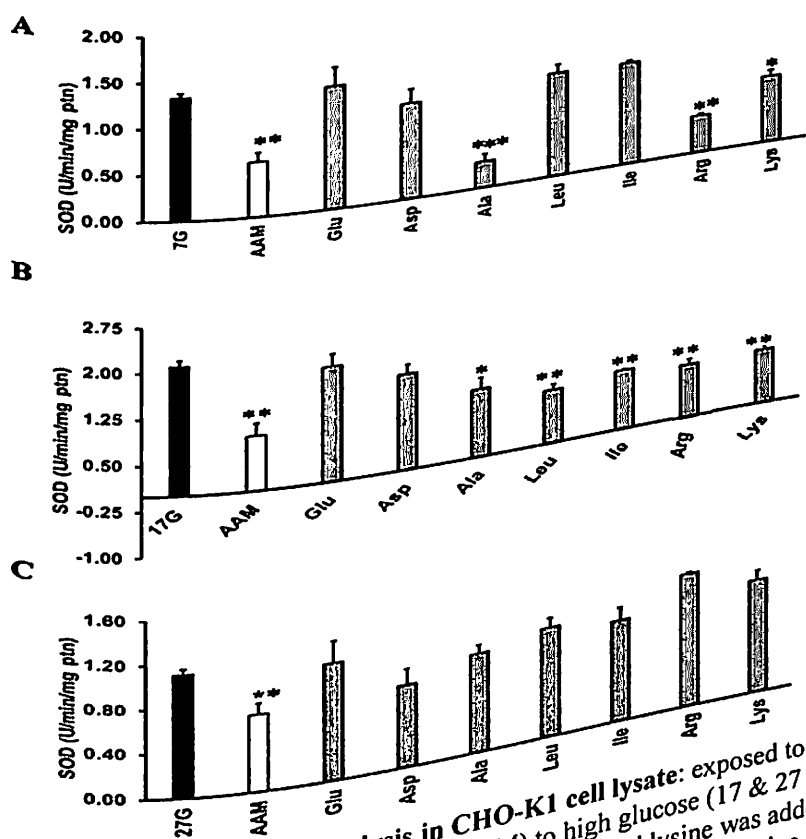 A
SOD (U/min/mg ptn)
2.00
1.50
1.00
0.50
0.00
** *** ** *
7G AAM Glu Asp Ala Leu Ile Arg Lys
B
SOD (U/min/mg ptn)
2.75
2.00
1.25
0.50
-0.25
-1.00
** * ** ** ** **
17G AAM Glu Asp Ala Leu Ile Arg Lys
C
SOD (U/min/mg ptn)
1.60
1.20
0.80
0.40
0.00
**
27G AAM Glu Asp Ala Leu Ile Arg Lys
in CHO-K1 cell lysate: exposed to
to high glucose (17 & 27
lysine was add